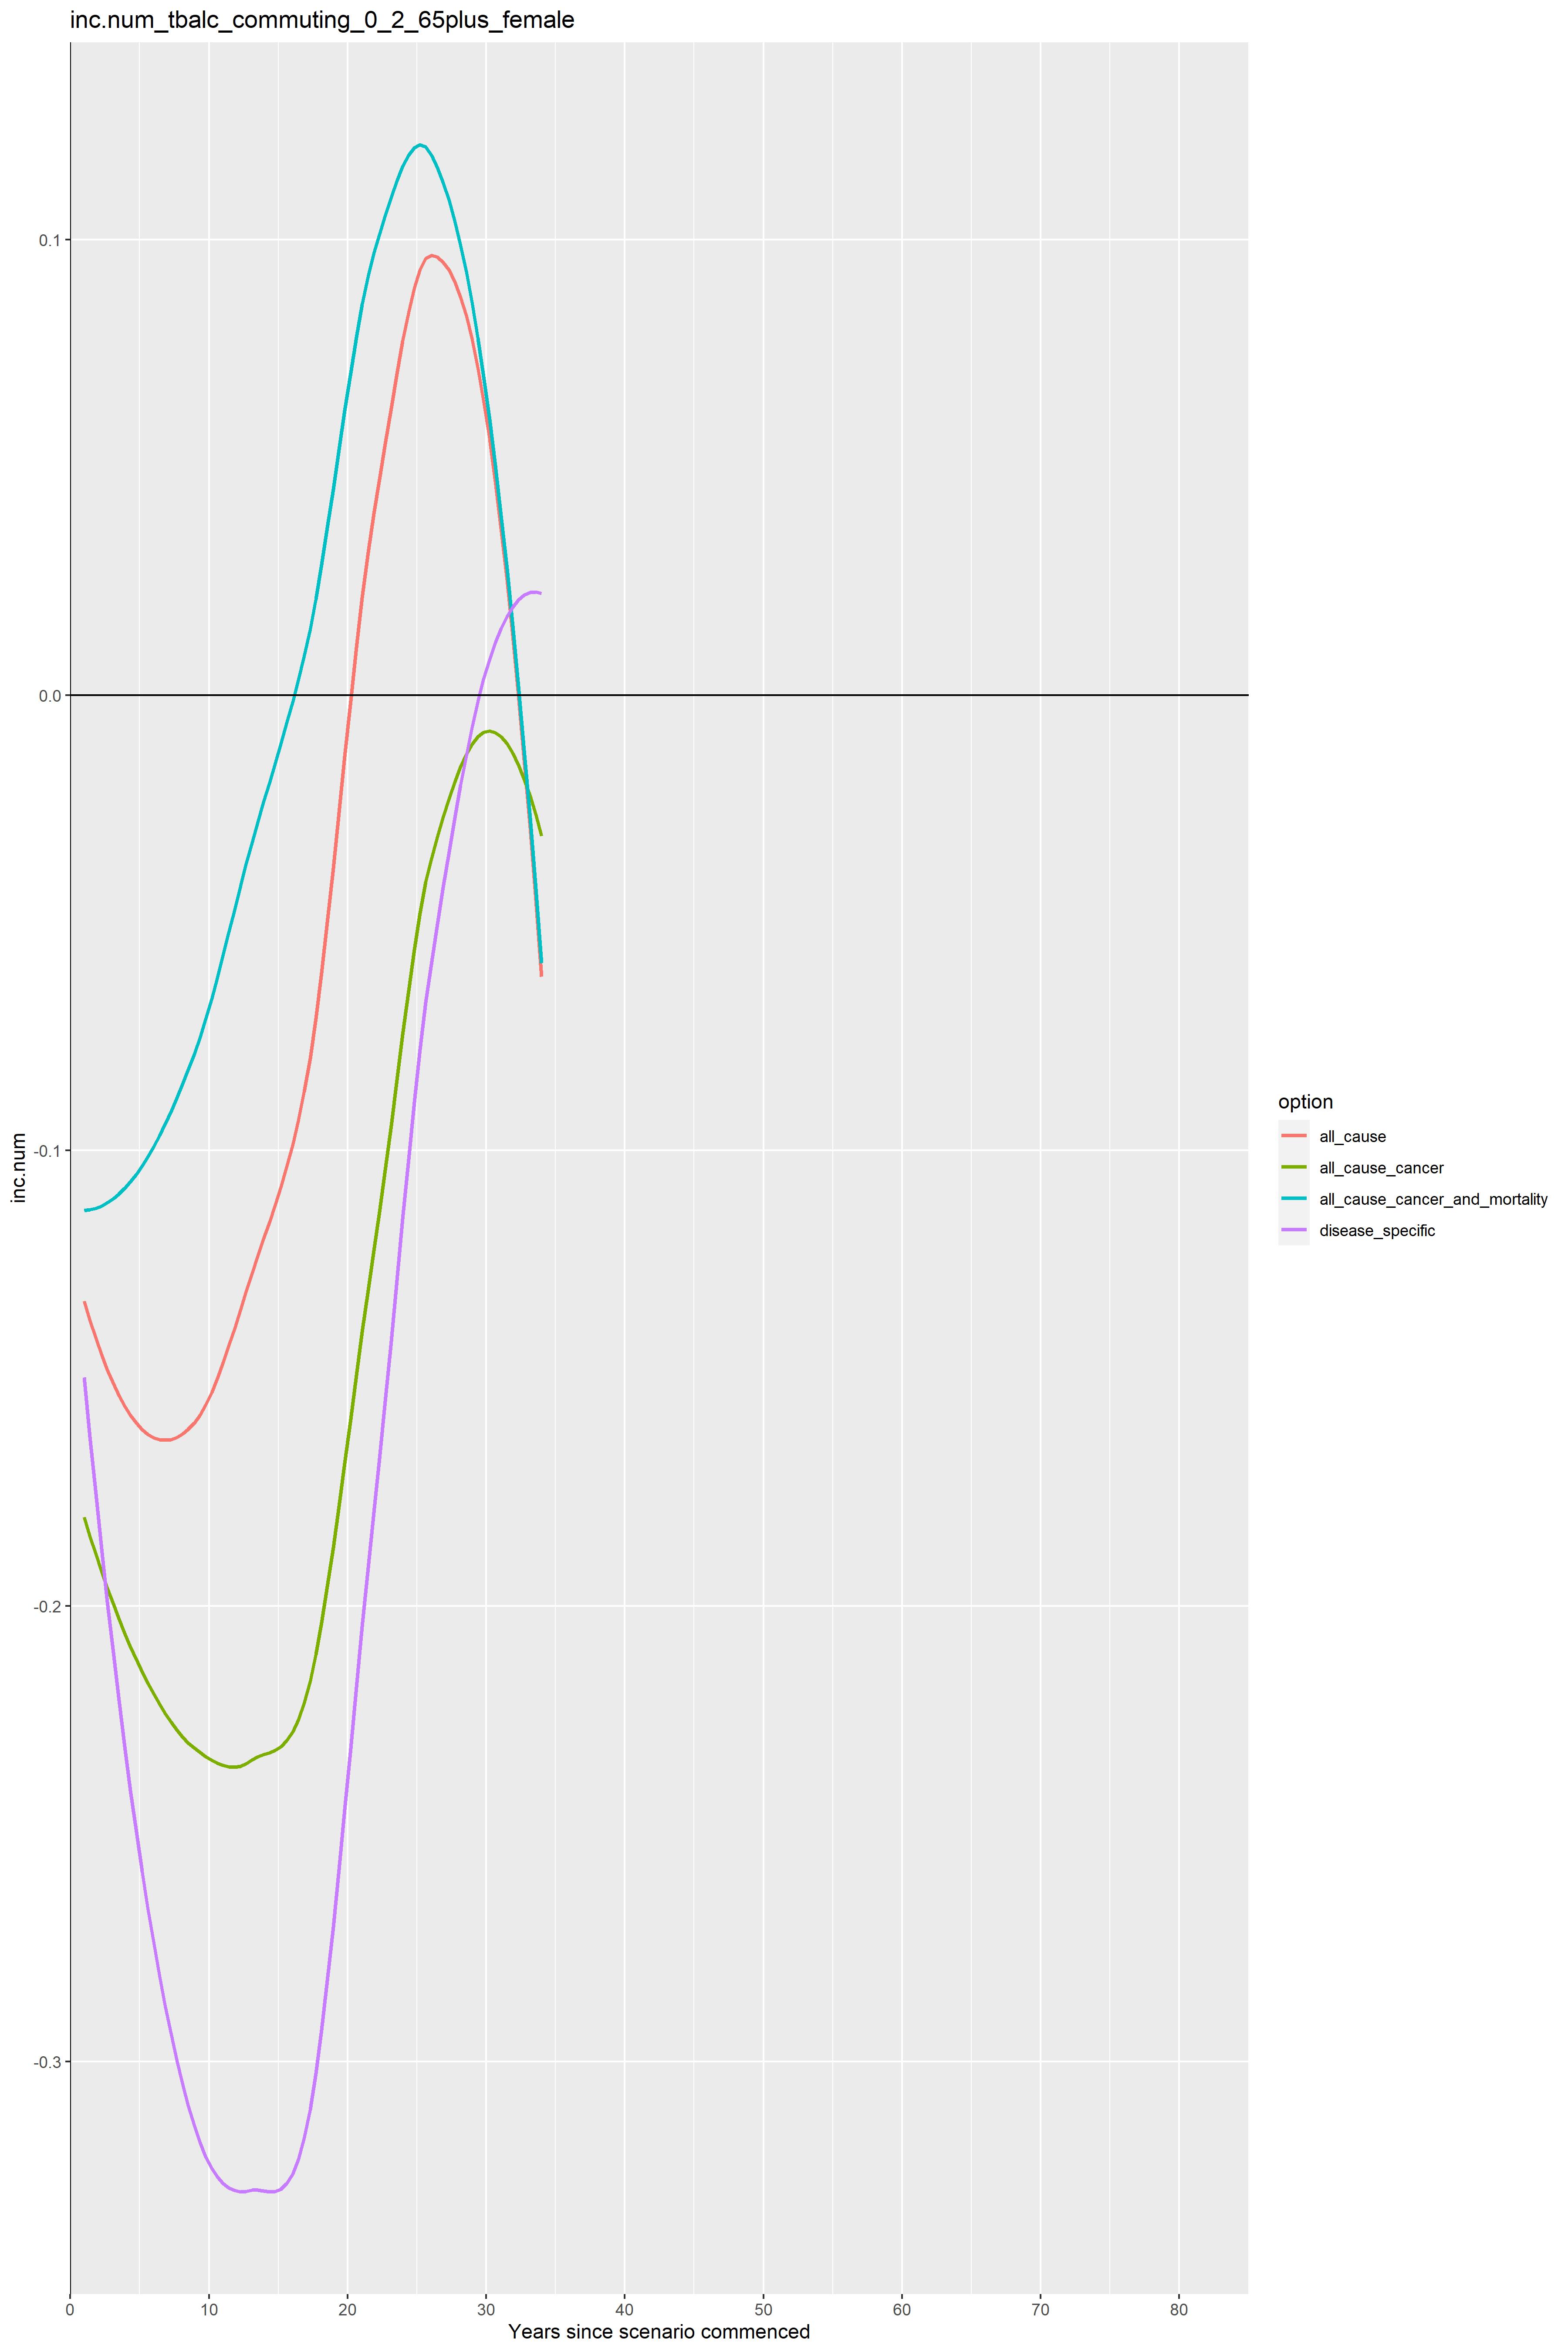 inc.num_tbalc_commuting_0_2_65plus_female
0.1
0.0
-0.1
-0.2
-0.3
inc.num
0 10 20 30 40 50 60 70 80
Years since scenario commenced
option
all_cause
all_cause_cancer
all_cause_cancer_and_mortality
disease_specific